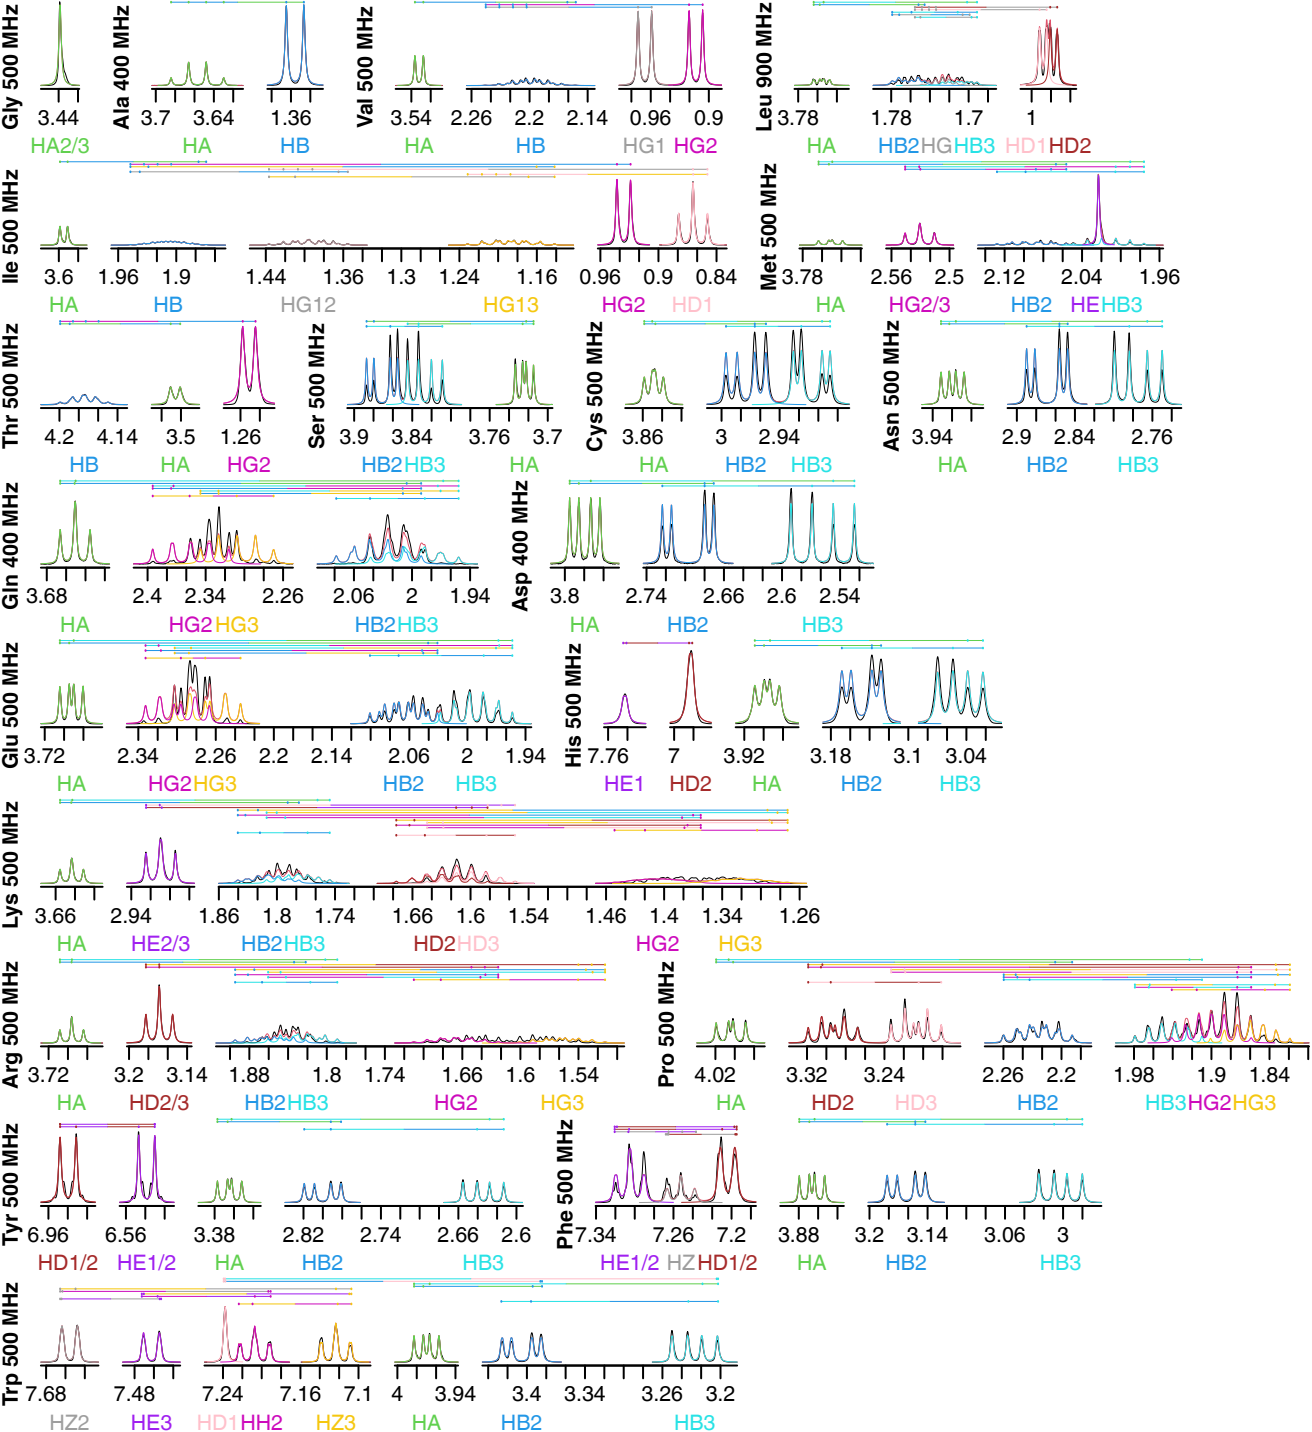 Gly 500 MHz
3.44
HA2/3
Ala 400 MHz
3.7 3.64 1.36
HA HB
Val 500 MHz
3.54 2.26 2.2 2.14 0.96 0.9
HA HB HG1 HG2
Leu 900 MHz
3.78 1.78 1.7 1
HA HB2 HG HB3 HD1 HD2
Ile 500 MHz
3.6 1.96 1.9 1.44 1.36 1.3 1.24 1.16 0.96 0.9 0.84
HA HB HG12 HG13 HG2 HD1
Met 500 MHz
3.78 2.56 2.5 2.12 2.04 1.96
HA HG2/3 HB2 HE HB3
Thr 500 MHz
4.2 4.14 3.5 1.26
HB HA HG2
Ser 500 MHz
3.9 3.84 3.76 3.7
HB2 HB3 HA
Cys 500 MHz
3.86 3 2.94
HA HB2 HB3
Asn 500 MHz
3.94 2.9 2.84 2.76
HA HB2 HB3
Gln 400 MHz
3.68 2.4 2.34 2.26 2.06 2 1.94
HA HG2 HG3 HB2 HB3
Asp 400 MHz
3.8 2.74 2.66 2.6 2.54
HA HB2 HB3
Glu 500 MHz
3.72 2.34 2.26 2.2 2.14 2.06 2 1.94
HA HG2 HG3 HB2 HB3
His 500 MHz
7.76 7 3.92 3.18 3.1 3.04
HE1 HD2 HA HB2 HB3
Lys 500 MHz
3.66 2.94 1.86 1.8 1.74 1.66 1.6 1.54 1.46 1.4 1.34 1.26
HA HE2/3 HB2 HB3 HD2 HD3 HG2 HG3
Arg 500 MHz
3.72 3.2 3.14 1.88 1.8 1.74 1.66 1.6 1.54
HA HD2/3 HB2 HB3 HG2 HG3
Pro 500 MHz
4.02 3.32 3.24 2.26 2.2 1.98 1.9 1.84
HA HD2 HD3 HB2 HB3 HG2 HG3
Tyr 500 MHz
6.96 6.56 3.38 2.82 2.74 2.66 2.6
HD1/2 HE1/2 HA HB2 HB3
Phe 500 MHz
7.34 7.26 7.2 3.88 3.2 3.14 3.06 3
HE1/2 HZ HD1/2 HA HB2 HB3
Trp 500 MHz
7.68 7.48 7.24 7.16 7.1 4 3.94 3.4 3.34 3.26 3.2
HZ2 HE3 HD1 HH2 HZ3 HA HB2 HB3